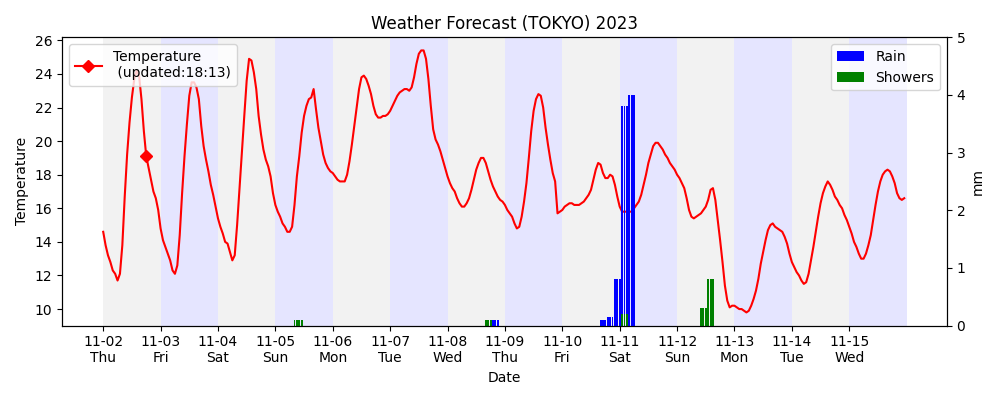 Weather Forecast (TOKYO) 2023
Temperature
(updated:18:13)
Rain
Showers
26
24
22
20
18
16
14
12
10
Temperature
5
4
3
2
1
0
mm
11-02 11-03 11-04 11-05 11-06 11-07 11-08 11-09 11-10 11-11 11-12 11-13 11-14 11-15
Thu Fri Sat Sun Mon Tue Wed Thu Fri Sat Sun Mon Tue Wed
Date